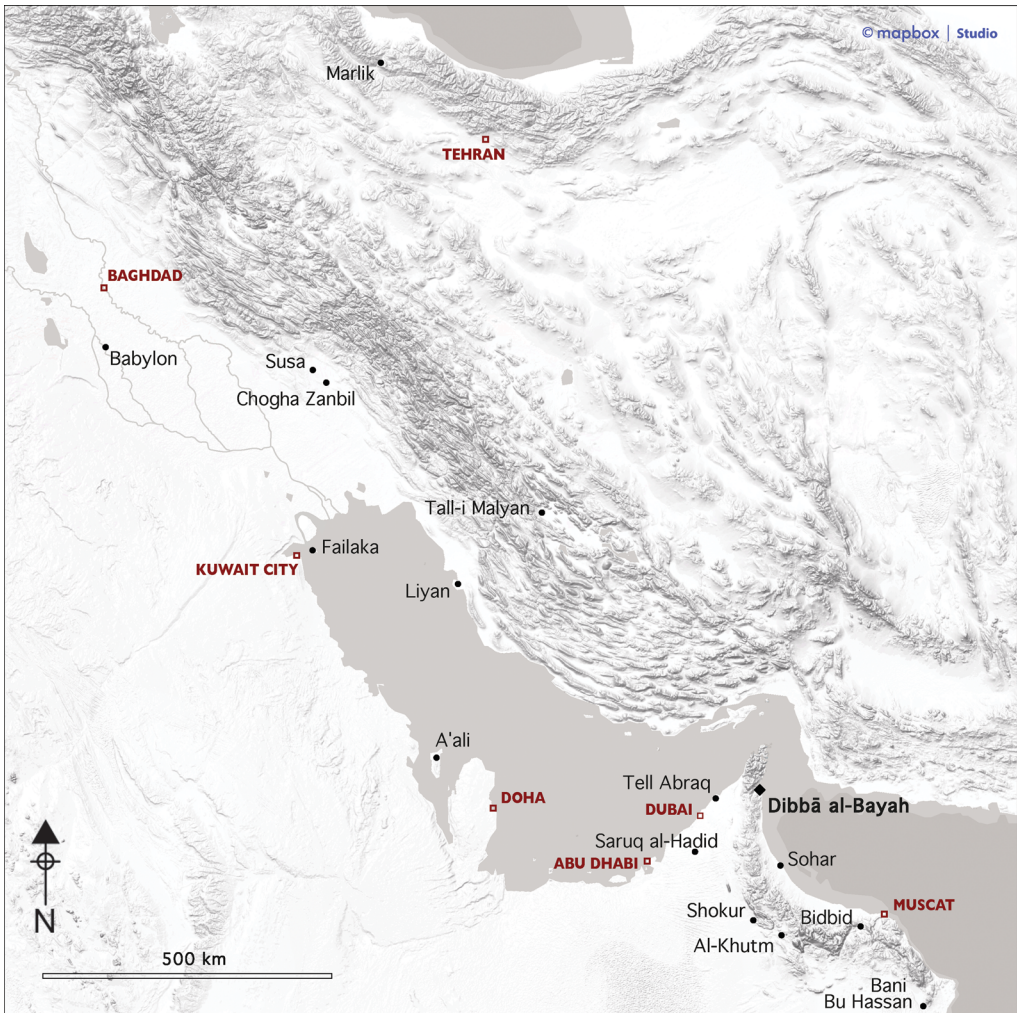 © mapbox | Studio
Marlik
TEHRAN
BAGHDAD
Babylon
Susa
Chogha Zanbil
Tall-i Malyan
Failaka
KUWAIT CITY
Liyan
A'ali
Tell Abraq
DOHA
DUBAI
Dibbā al-Bayah
Saruq al-Hadid
ABU DHABI
Sohar
MUSCAT
Shokur
Bidbid
Al-Khutm
N
500 km
Bani
Bu Hassan